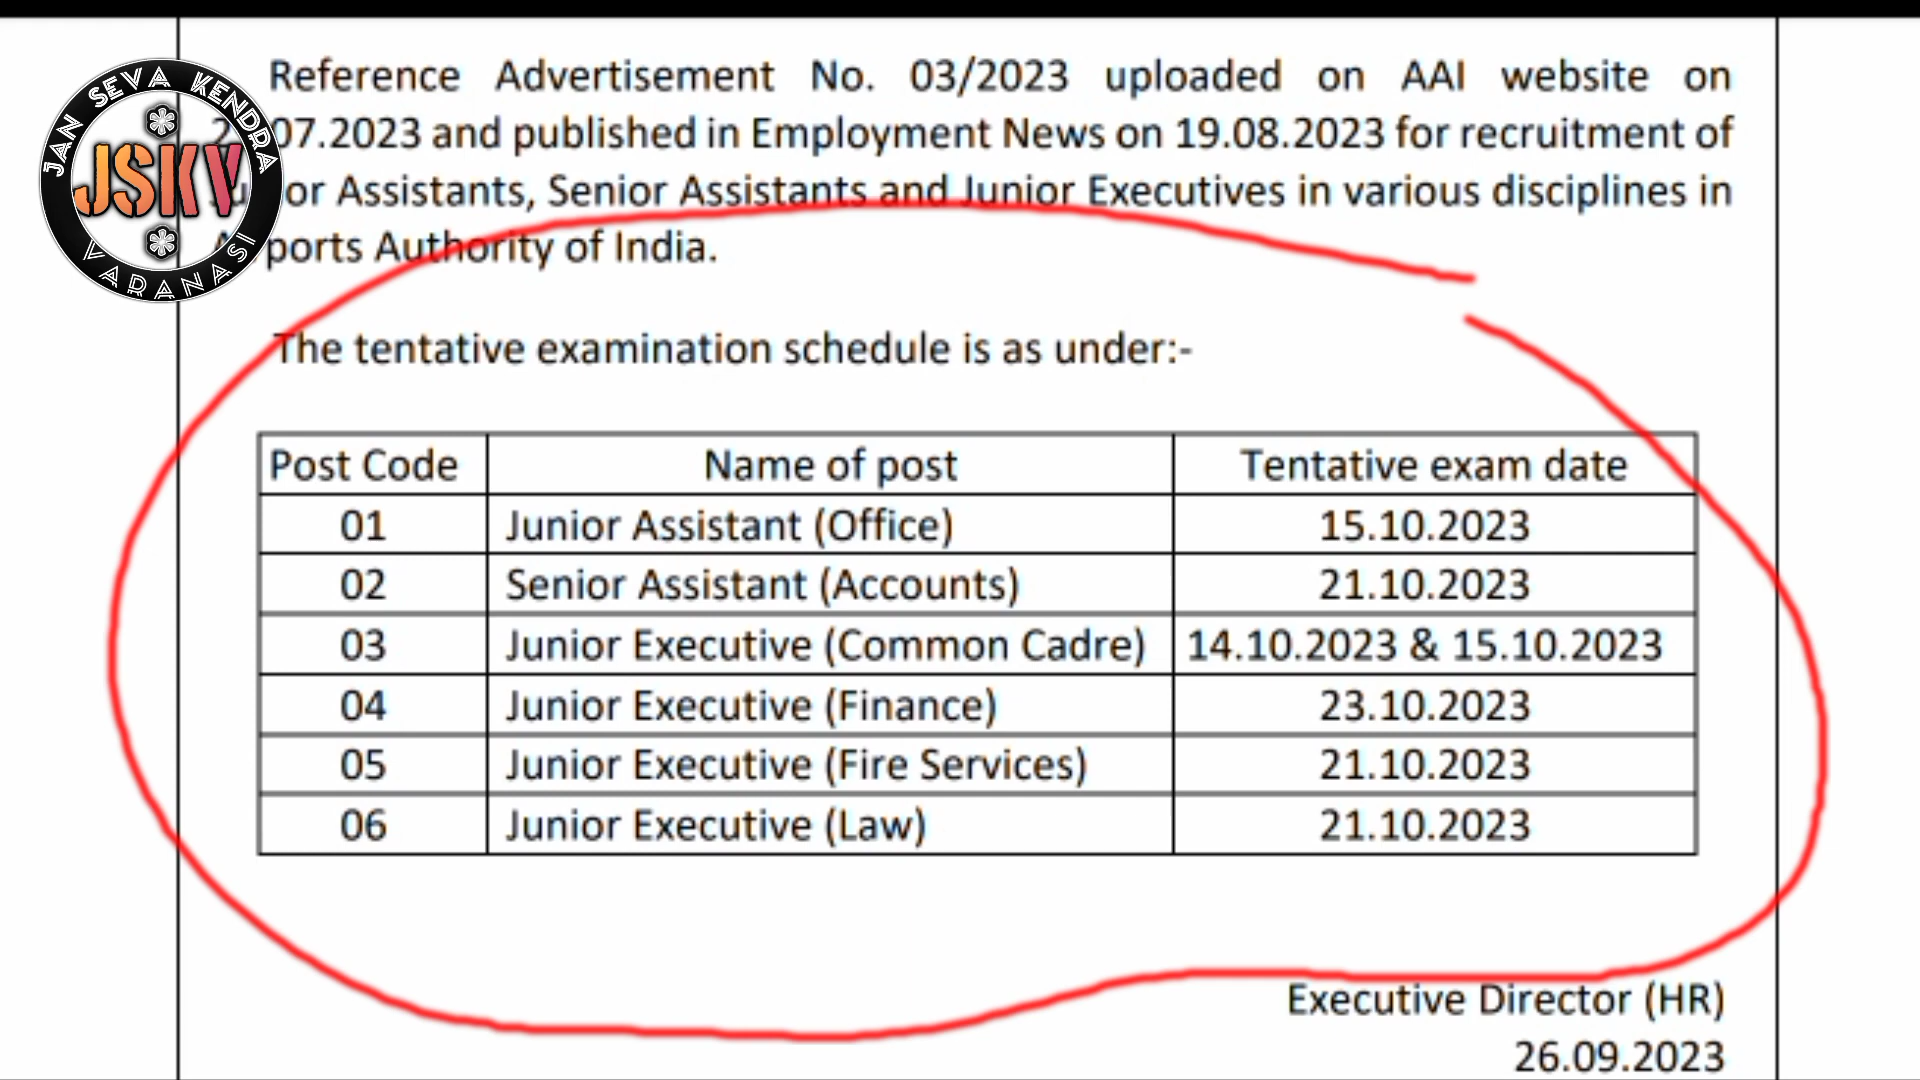 JAN SEVA KENDRA
JSKV
VARANASI
Reference Advertisement No. 03/2023 uploaded on AAI website on
07.2023 and published in Employment News on 19.08.2023 for recruitment of
Assistants, Senior Assistants and Junior Executives in various disciplines in
Authority of India.
The tentative examination schedule is as under:-
Post Code Name of post Tentative exam date
01 Junior Assistant (Office) 15.10.2023
02 Senior Assistant (Accounts) 21.10.2023
03 Junior Executive (Common Cadre) 14.10.2023 & 15.10.2023
04 Junior Executive (Finance) 23.10.2023
05 Junior Executive (Fire Services) 21.10.2023
06 Junior Executive (Law) 21.10.2023
Executive Director (HR)
26.09.2023